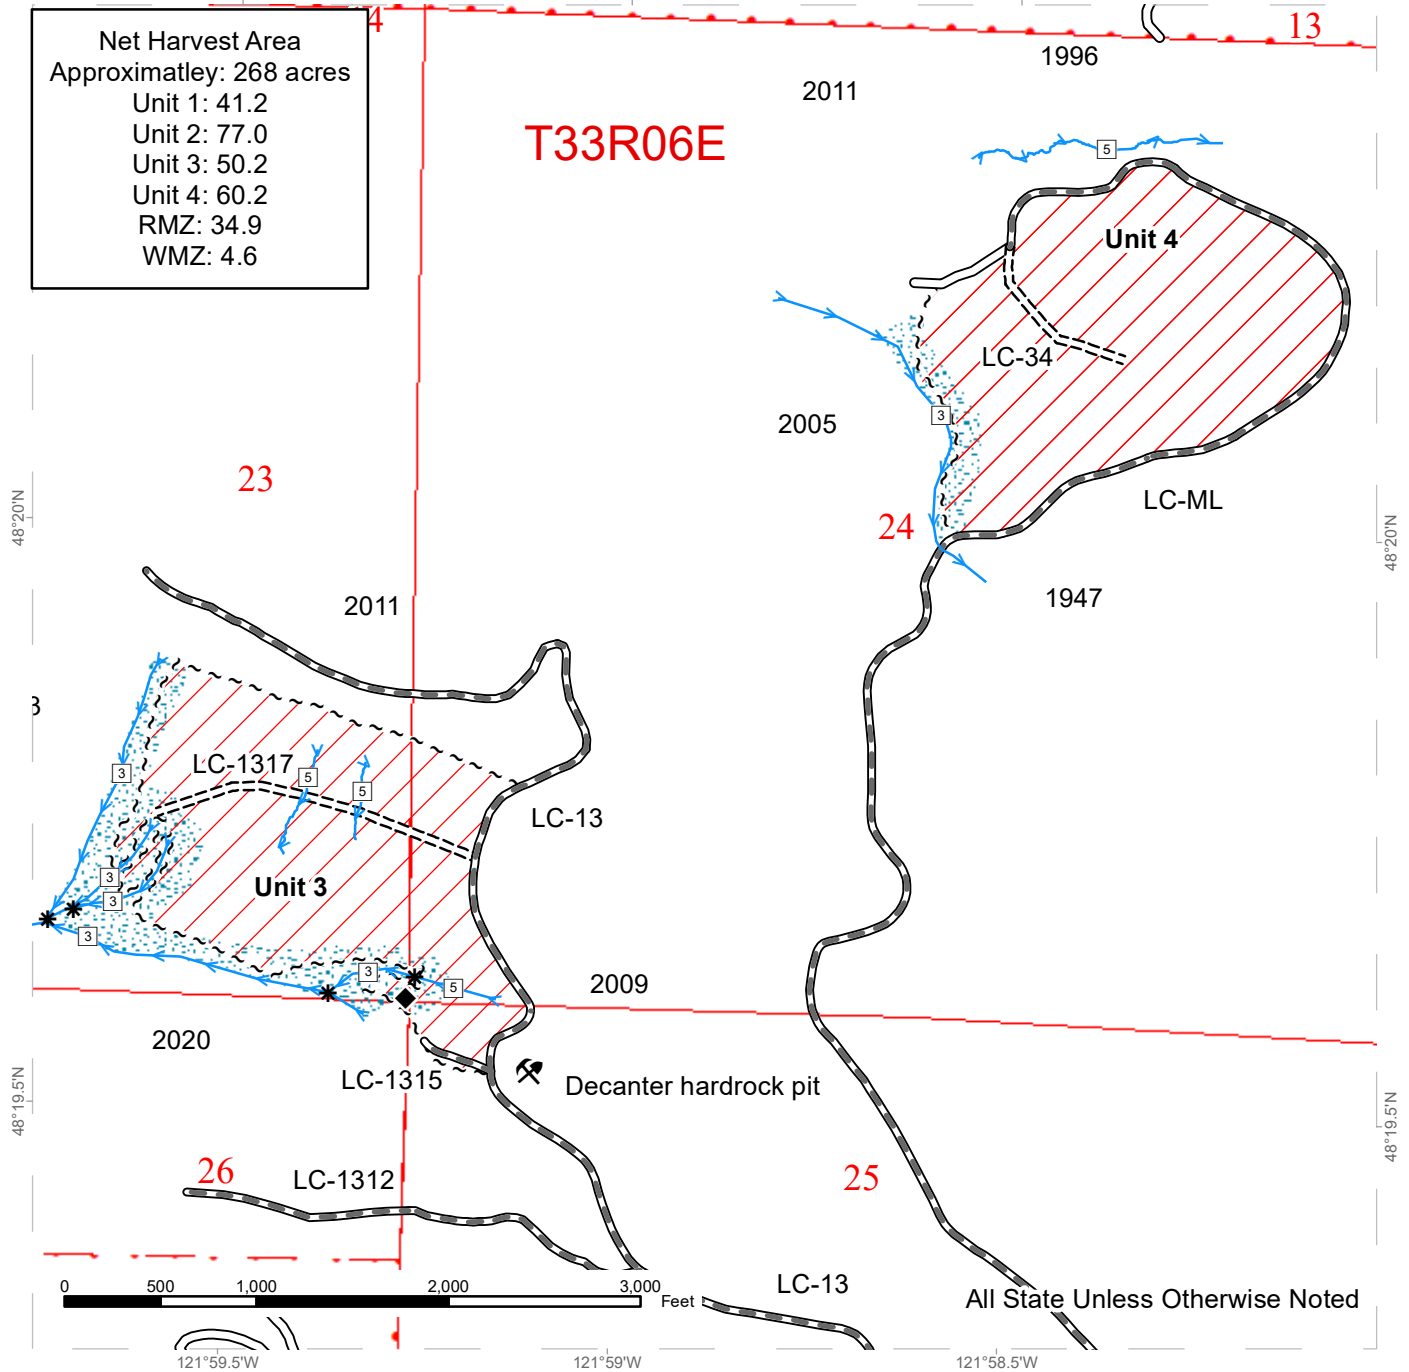 Net Harvest Area
Approximatley: 268 acres
Unit 1: 41.2
Unit 2: 77.0
Unit 3: 50.2
Unit 4: 60.2
RMZ: 34.9
WMZ: 4.6
13
1996
2011
T33R06E
5
Unit 4
LC-34
3
2005
23
LC-ML
24
48°20'N
48°20'N
1947
2011
LC-1317
3
5
5
LC-13
3
Unit 3
3
3
3
5
2009
2020
LC-1315
Decanter hardrock pit
48°19.5'N
48°19.5'N
26
LC-1312
25
0 500 1,000 2,000 3,000
Feet
LC-13
All State Unless Otherwise Noted
121°59.5'W
121°59'W
121°58.5'W